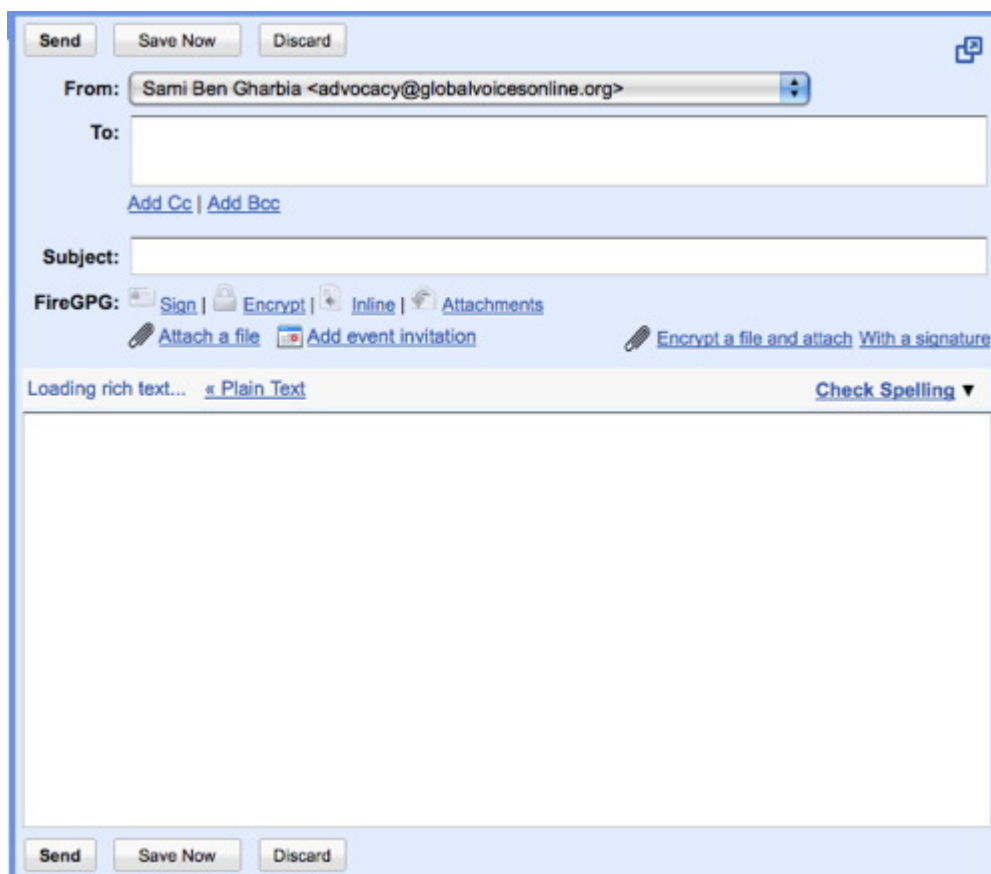 Send Save Now Discard
From: Sami Ben Gharbia <advocacy@globalvoicesonline.org>
To:
Add Cc | Add Bcc
Subject:
FireGPG: Sign | Encrypt | Inline | Attachments
Attach a file Add event invitation Encrypt a file and attach With a signature
Loading rich text... « Plain Text Check Spelling ▼
Send Save Now Discard